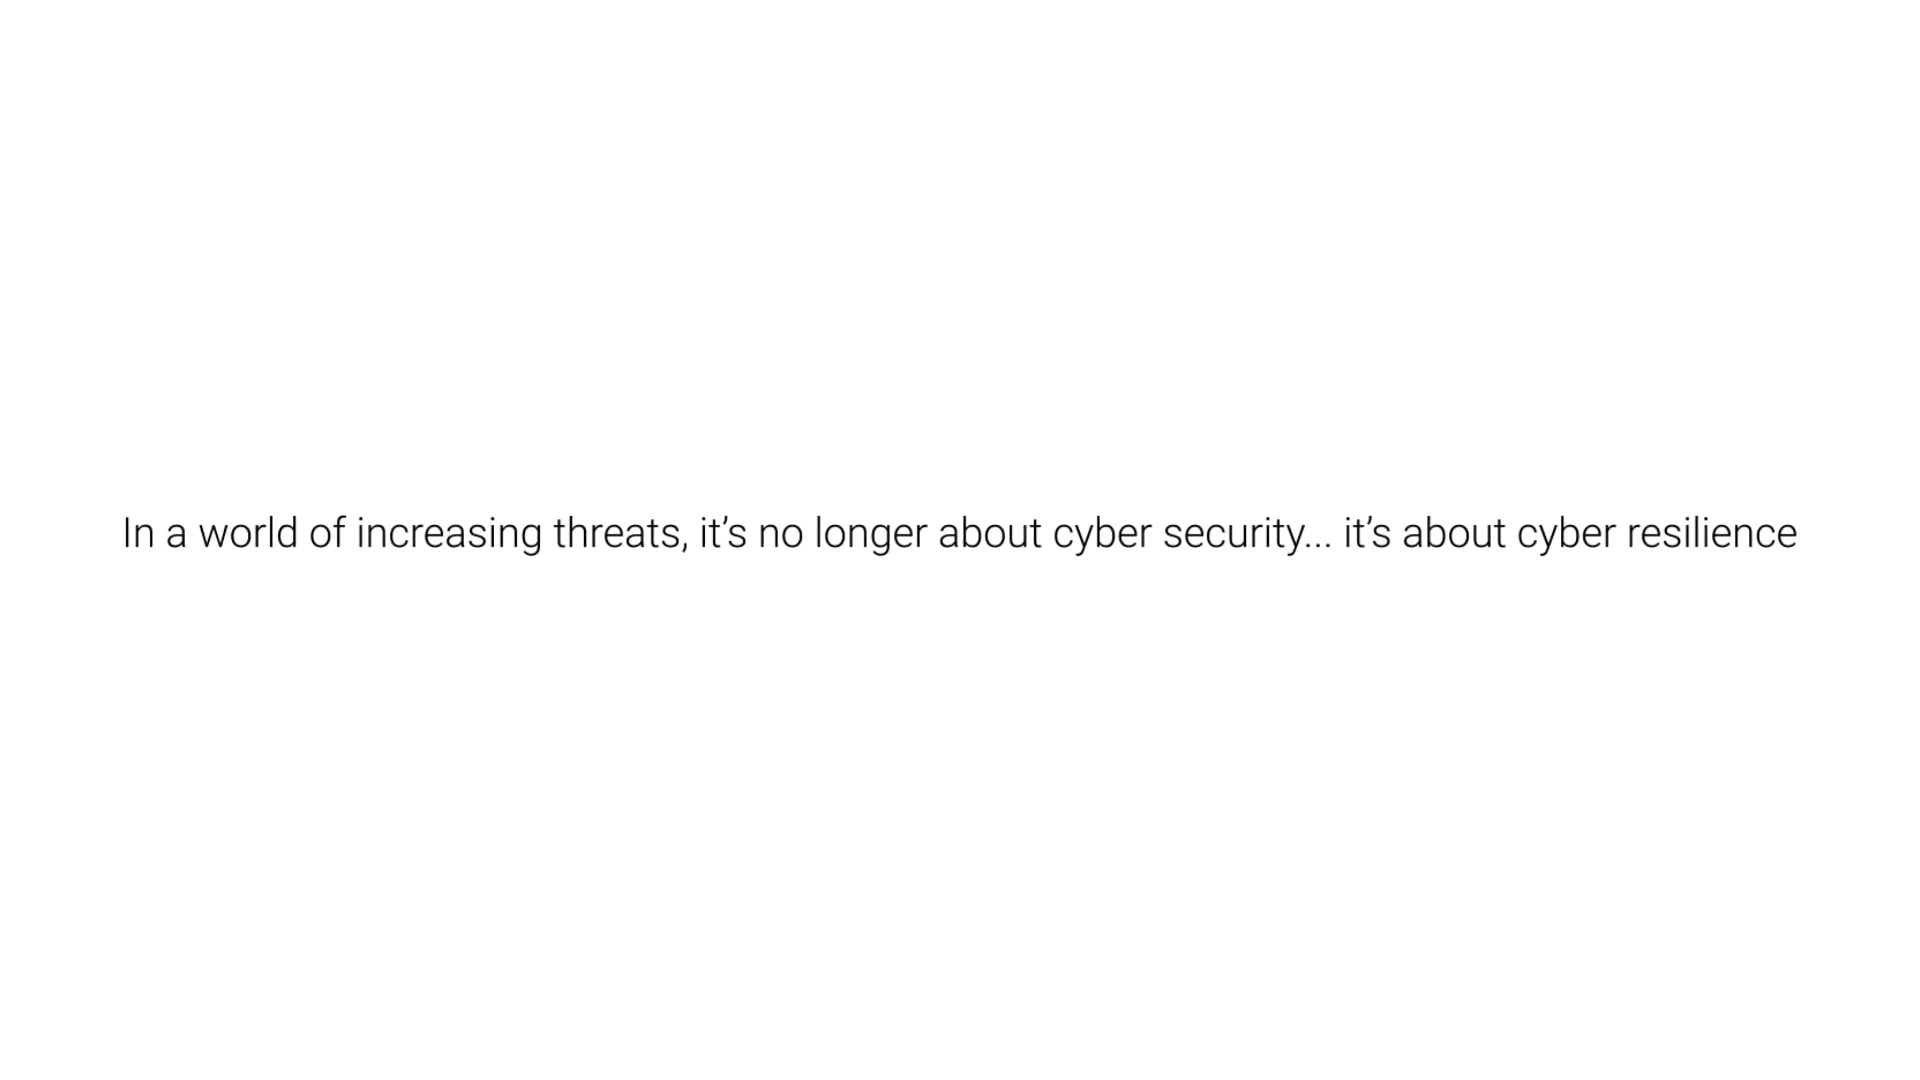 In a world of increasing threats, it’s no longer about cyber security... it’s about cyber resilience